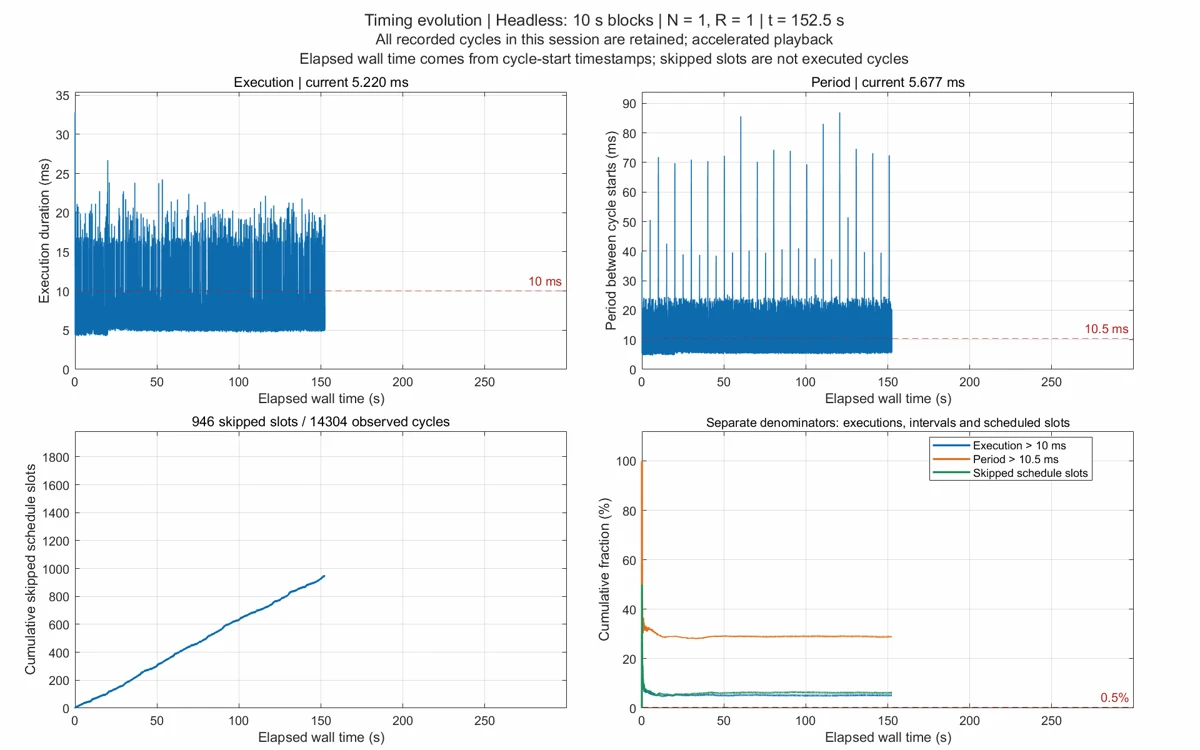 Timing evolution | Headless: 10 s blocks | N = 1, R = 1 | t = 152.5 s
All recorded cycles in this session are retained; accelerated playback
Elapsed wall time comes from cycle-start timestamps; skipped slots are not executed cycles
Execution | current 5.220 ms
35
30
25
20
15
10
5
0
Execution duration (ms)
10 ms
0 50 100 150 200 250
Elapsed wall time (s)
Period | current 5.677 ms
90
80
70
60
50
40
30
20
10
0
Period between cycle starts (ms)
10.5 ms
0 50 100 150 200 250
Elapsed wall time (s)
946 skipped slots / 14304 observed cycles
1800
1600
1400
1200
1000
800
600
400
200
0
Cumulative skipped schedule slots
0 50 100 150 200 250
Elapsed wall time (s)
Separate denominators: executions, intervals and scheduled slots
Execution > 10 ms
Period > 10.5 ms
Skipped schedule slots
100
80
60
40
20
0
Cumulative fraction (%)
0.5%
0 50 100 150 200 250
Elapsed wall time (s)